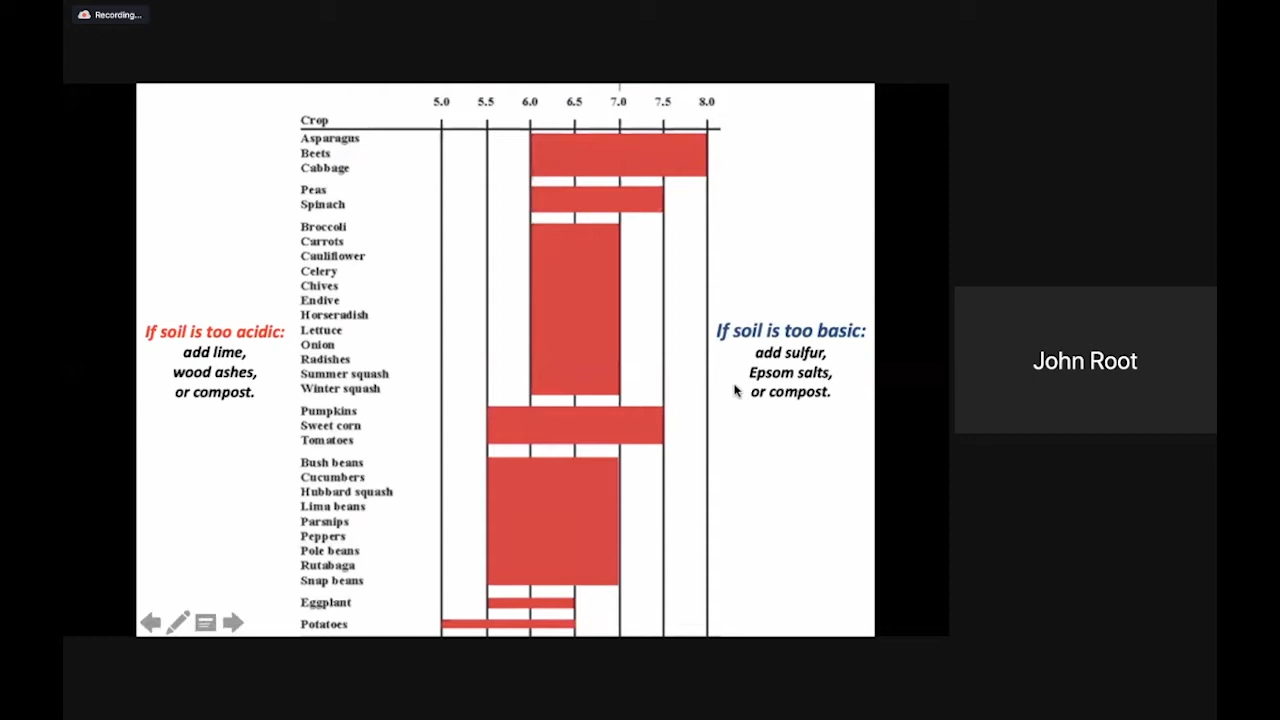 Recording...
5.0 5.5 6.0 6.5 7.0 7.5 8.0
Crop
Asparagus
Beets
Cabbage
Peas
Spinach
Broccoli
Carrots
Cauliflower
Celery
Chives
Endive
Horseradish
Lettuce
Onion
Radishes
Summer squash
Winter squash
Pumpkins
Sweet corn
Tomatoes
Bush beans
Cucumbers
Hubbard squash
Lima beans
Parsnips
Peppers
Pole beans
Rutabaga
Snap beans
Eggplant
Potatoes
If soil is too acidic:
add lime,
wood ashes,
or compost.
If soil is too basic:
add sulfur,
Epsom salts,
or compost.
John Root